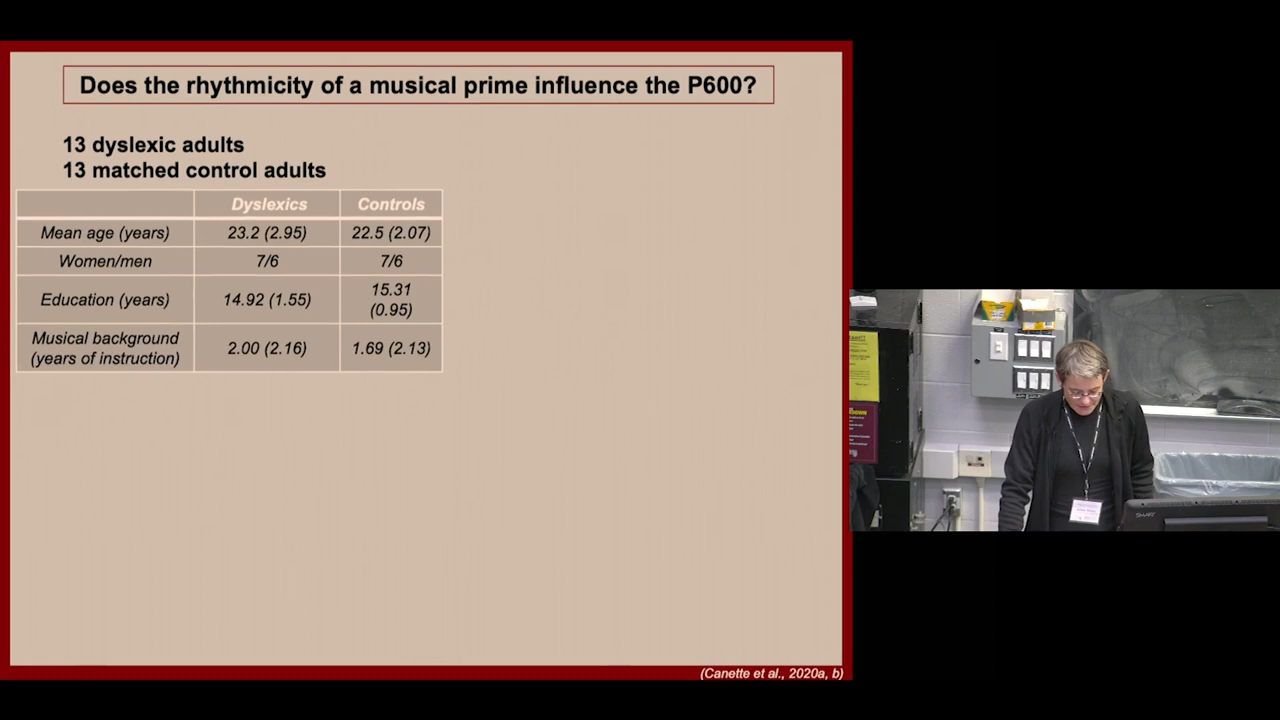 Does the rhythmicity of a musical prime influence the P600?
13 dyslexic adults
13 matched control adults
Dyslexics Controls
Mean age (years) 23.2 (2.95) 22.5 (2.07)
Women/men 7/6 7/6
Education (years) 14.92 (1.55) 15.31 (0.95)
Musical background (years of instruction) 2.00 (2.16) 1.69 (2.13)
(Canette et al., 2020a, b)
SMART